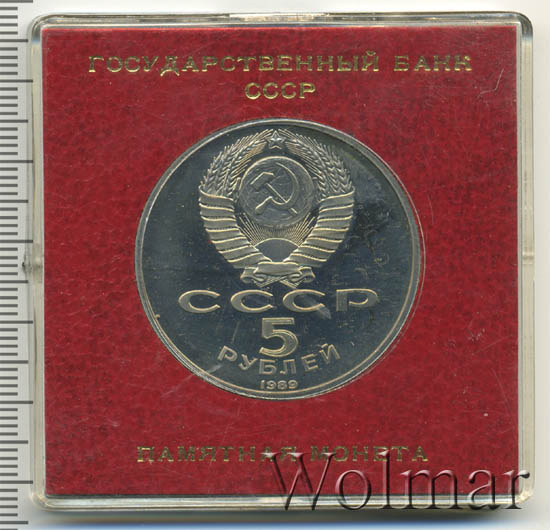 ГОСУДАРСТВЕННЫЙ БАНК
СССР
СССР
5
РУБЛЕЙ
1989
ПАМЯТНАЯ МОНЕТА
Wolmar